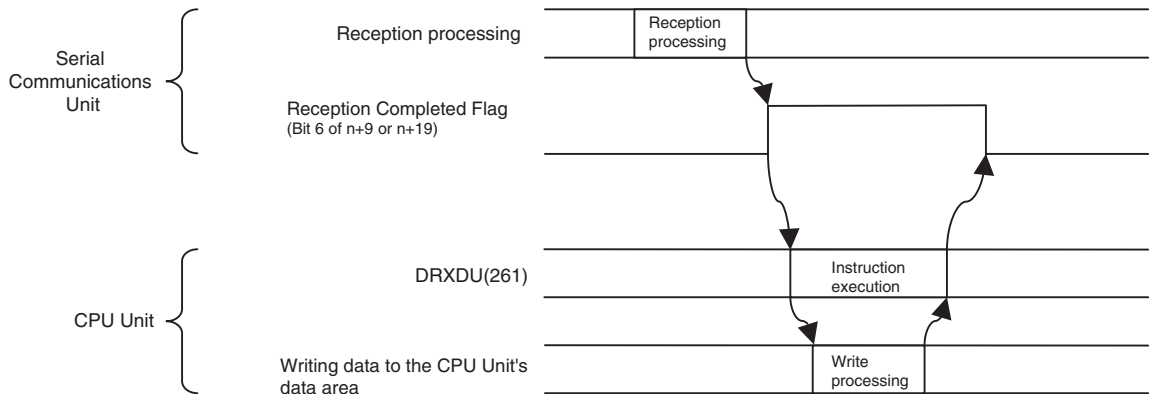 Reception processing
Reception
processing
Serial
Communications
Unit
Reception Completed Flag
(Bit 6 of n+9 or n+19)
DRXDU(261)
Instruction
execution
CPU Unit
Writing data to the CPU Unit's
data area
Write
processing